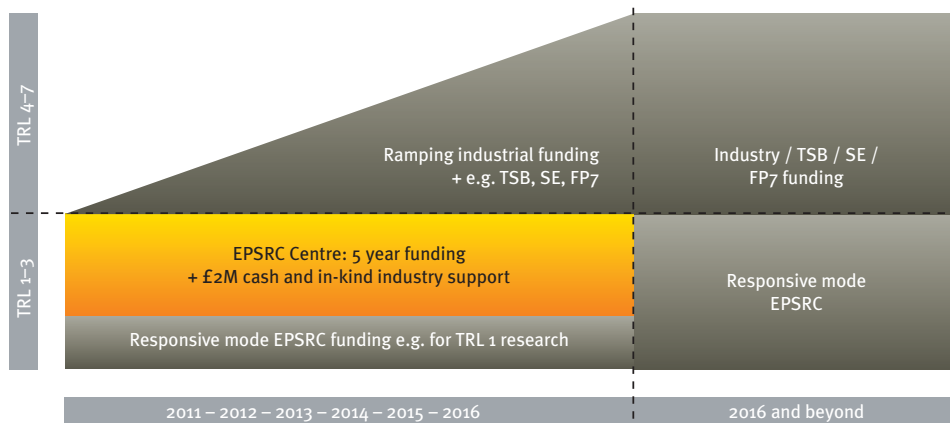 TRL 4–7
Ramping industrial funding
+ e.g. TSB, SE, FP7
Industry / TSB / SE /
FP7 funding
TRL 1–3
EPSRC Centre: 5 year funding
+ £2M cash and in-kind industry support
Responsive mode EPSRC funding e.g. for TRL 1 research
Responsive mode
EPSRC
2011 – 2012 – 2013 – 2014 – 2015 – 2016
2016 and beyond